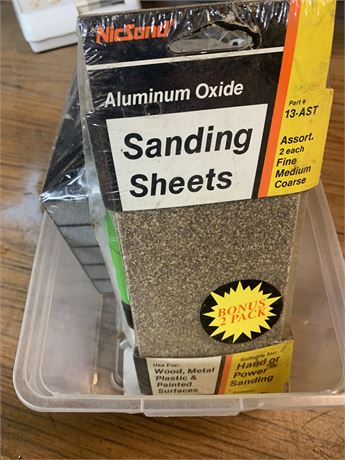 NicSand®
Aluminum Oxide
Part #
13-AST
Sanding
Sheets
Assort.
2 each
Fine
Medium
Coarse
BONUS
2 PACK
Use For:
Wood, Metal
Plastic &
Painted
Surfaces
Suitable for:
Hand or
Power
Sanding